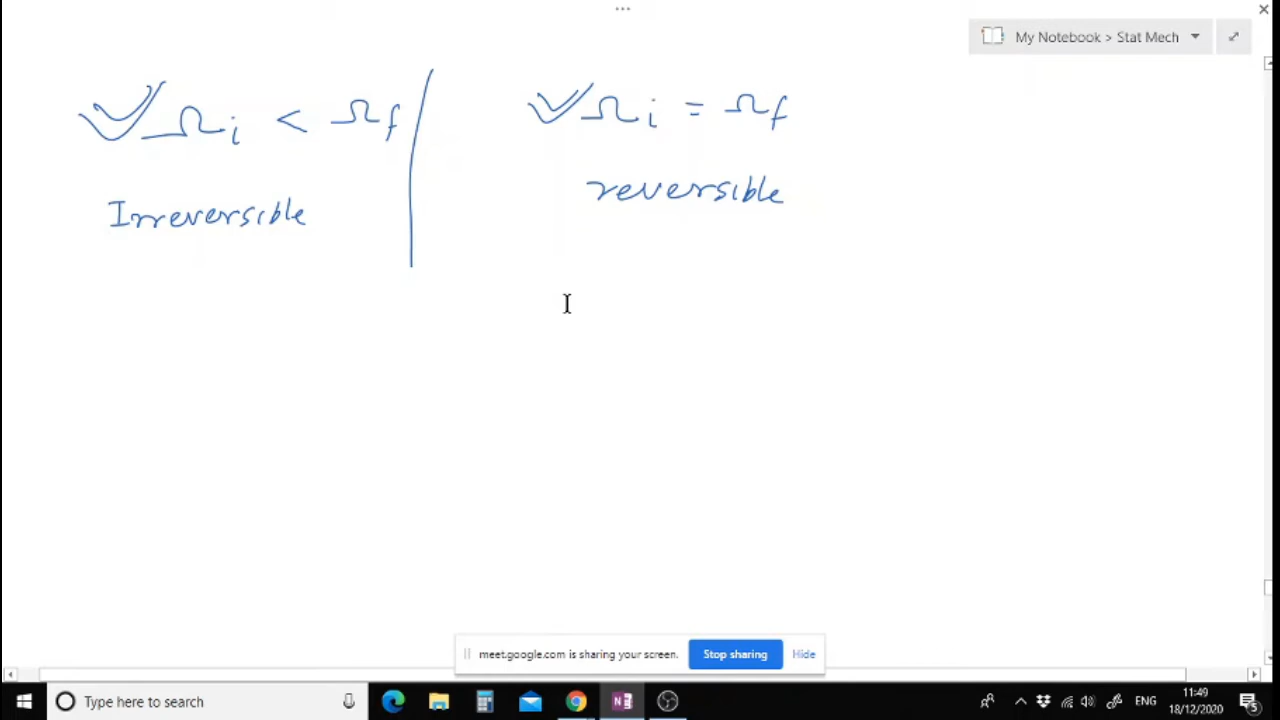 My Notebook > Stat Mech
Ωi < Ωf
Irreversible
Ωi = Ωf
reversible
meet.google.com is sharing your screen. Stop sharing Hide
Type here to search
ENG
11:49
18/12/2020
5